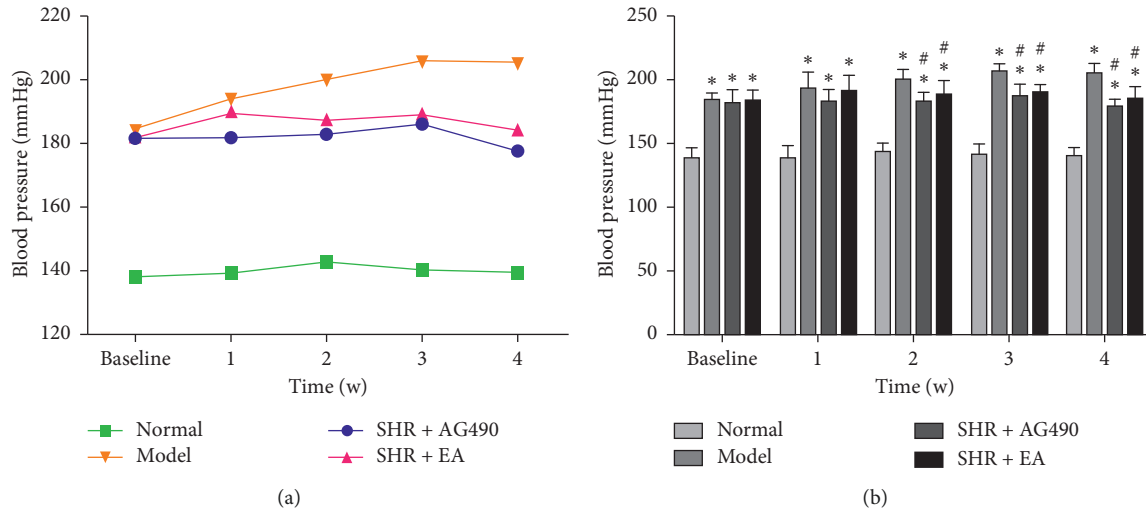 220
200
180
160
140
120
Blood pressure (mmHg)
Baseline 1 2 3 4
Time (w)
Normal SHR + AG490
Model SHR + EA
(a)
250
200
150
100
50
0
Blood pressure (mmHg)
* * *
* * *
* # * # *
* # * # *
* # * # *
Baseline 1 2 3 4
Time (w)
Normal SHR + AG490
Model SHR + EA
(b)